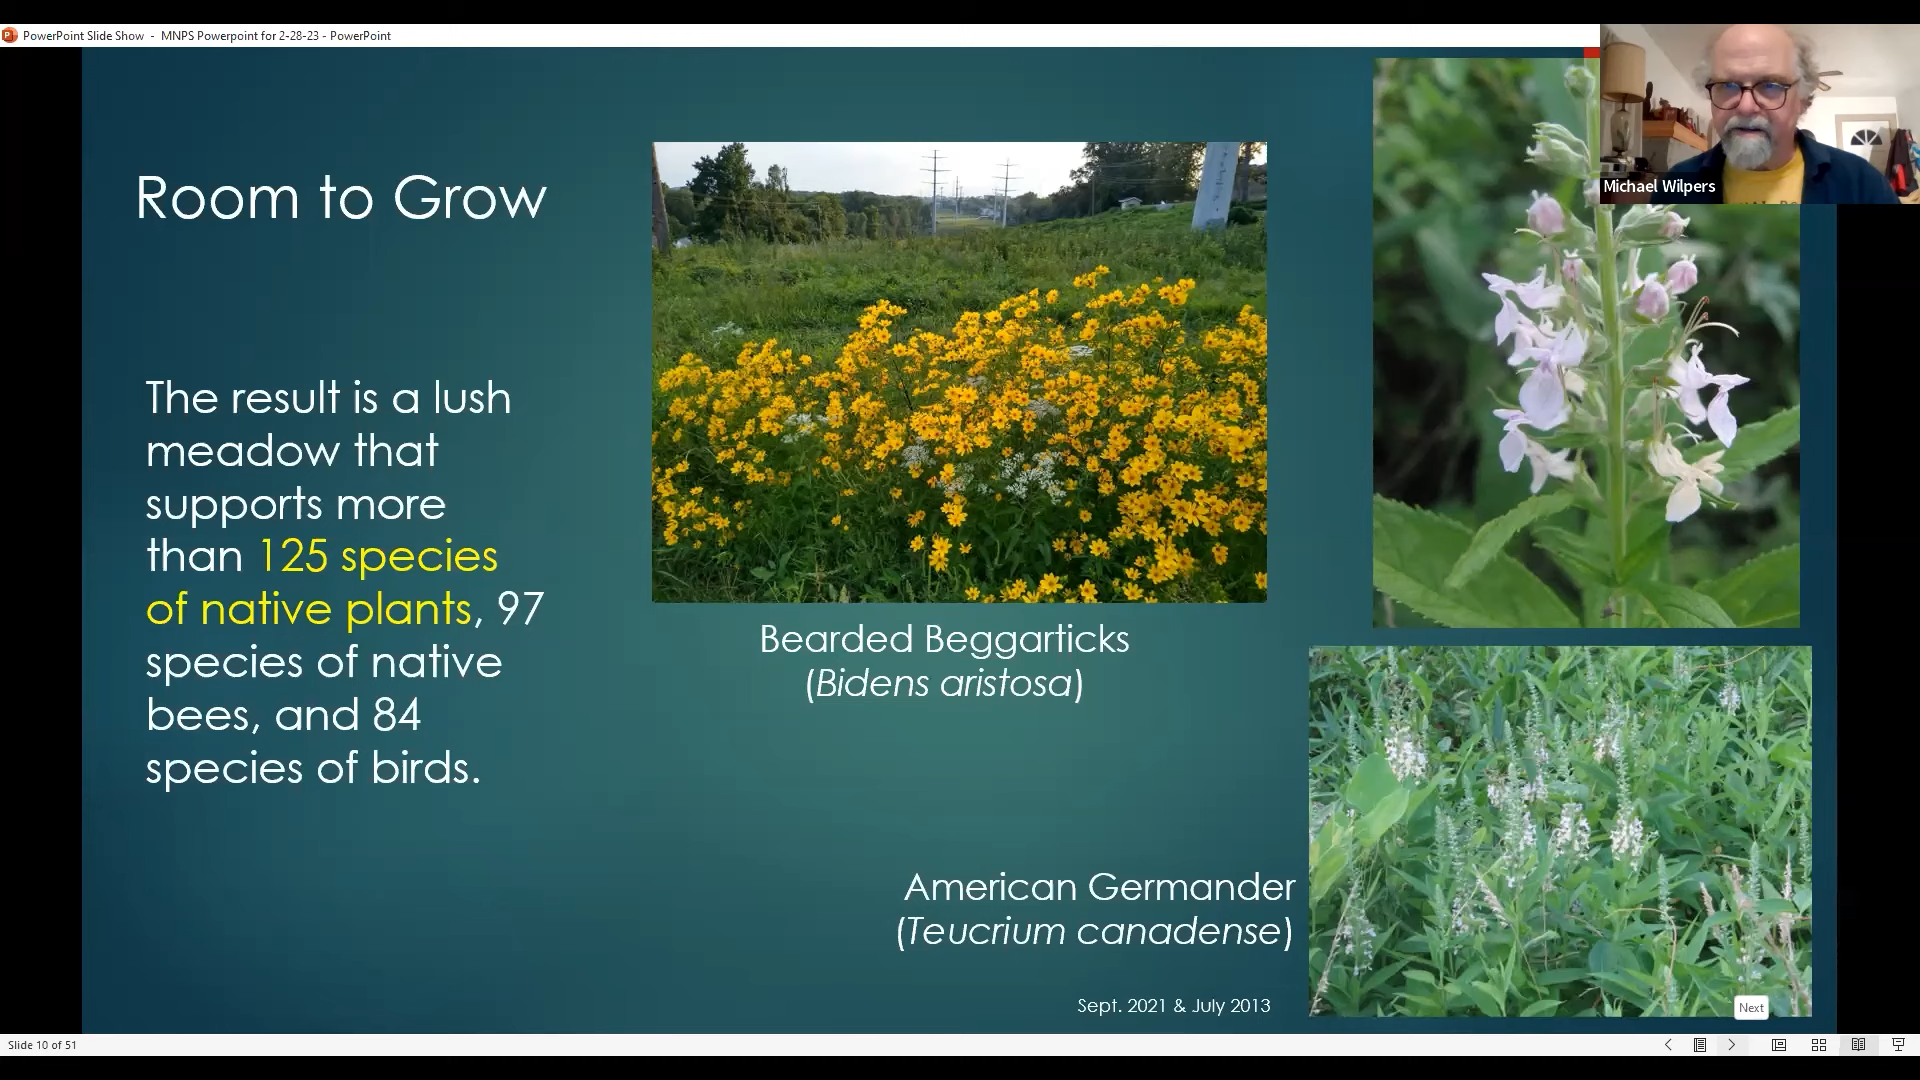 PowerPoint Slide Show - MNPS Powerpoint for 2-28-23 - PowerPoint
Michael Wilpers
Room to Grow
The result is a lush
meadow that
supports more
than 125 species
of native plants, 97
species of native
bees, and 84
species of birds.
Bearded Beggarticks
(Bidens aristosa)
American Germander
(Teucrium canadense)
Sept. 2021 & July 2013
Next
Slide 10 of 51